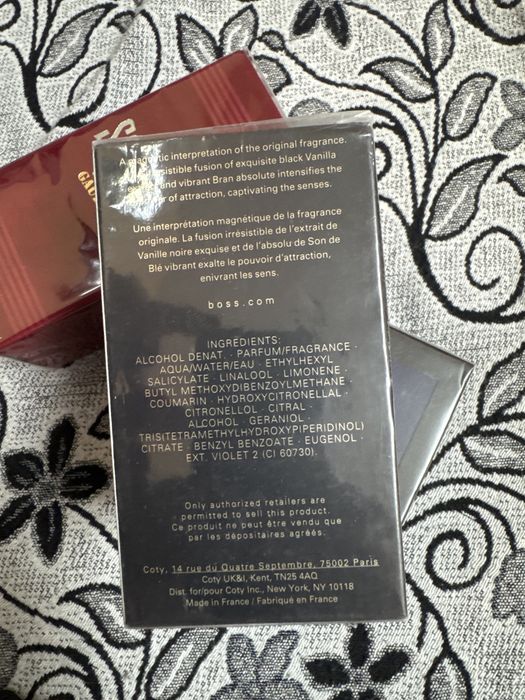 ES
GAU
A magnetic interpretation of the original fragrance.
irresistible fusion of exquisite black Vanilla
and vibrant Bran absolute intensifies the
of attraction, captivating the senses.
Une interprétation magnétique de la fragrance
originale. La fusion irrésistible de l'extrait de
Vanille noire exquise et de l'absolu de Son de
Blé vibrant exalte le pouvoir d'attraction,
enivrant les sens.
boss.com
INGRÉDIENTS:
ALCOHOL DENAT. · PARFUM/FRAGRANCE ·
AQUA/WATER/EAU · ETHYLHEXYL
SALICYLATE · LINALOOL · LIMONENE ·
BUTYL METHOXYDIBENZOYLMETHANE ·
COUMARIN · HYDROXYCITRONELLAL ·
CITRONELLOL · CITRAL ·
ALCOHOL · GERANIOL ·
TRIS(TETRAMETHYLHYDROXYPIPERIDINOL)
CITRATE · BENZYL BENZOATE · EUGENOL ·
EXT. VIOLET 2 (CI 60730).
Only authorized retailers are
permitted to sell this product.
Ce produit ne peut être vendu que
par les dépositaires agréés.
Coty, 14 rue du Quatre Septembre, 75002 Paris
Coty UK&I, Kent, TN25 4AQ
Dist. for/pour Coty Inc., New York, NY 10118
Made in France / Fabriqué en France